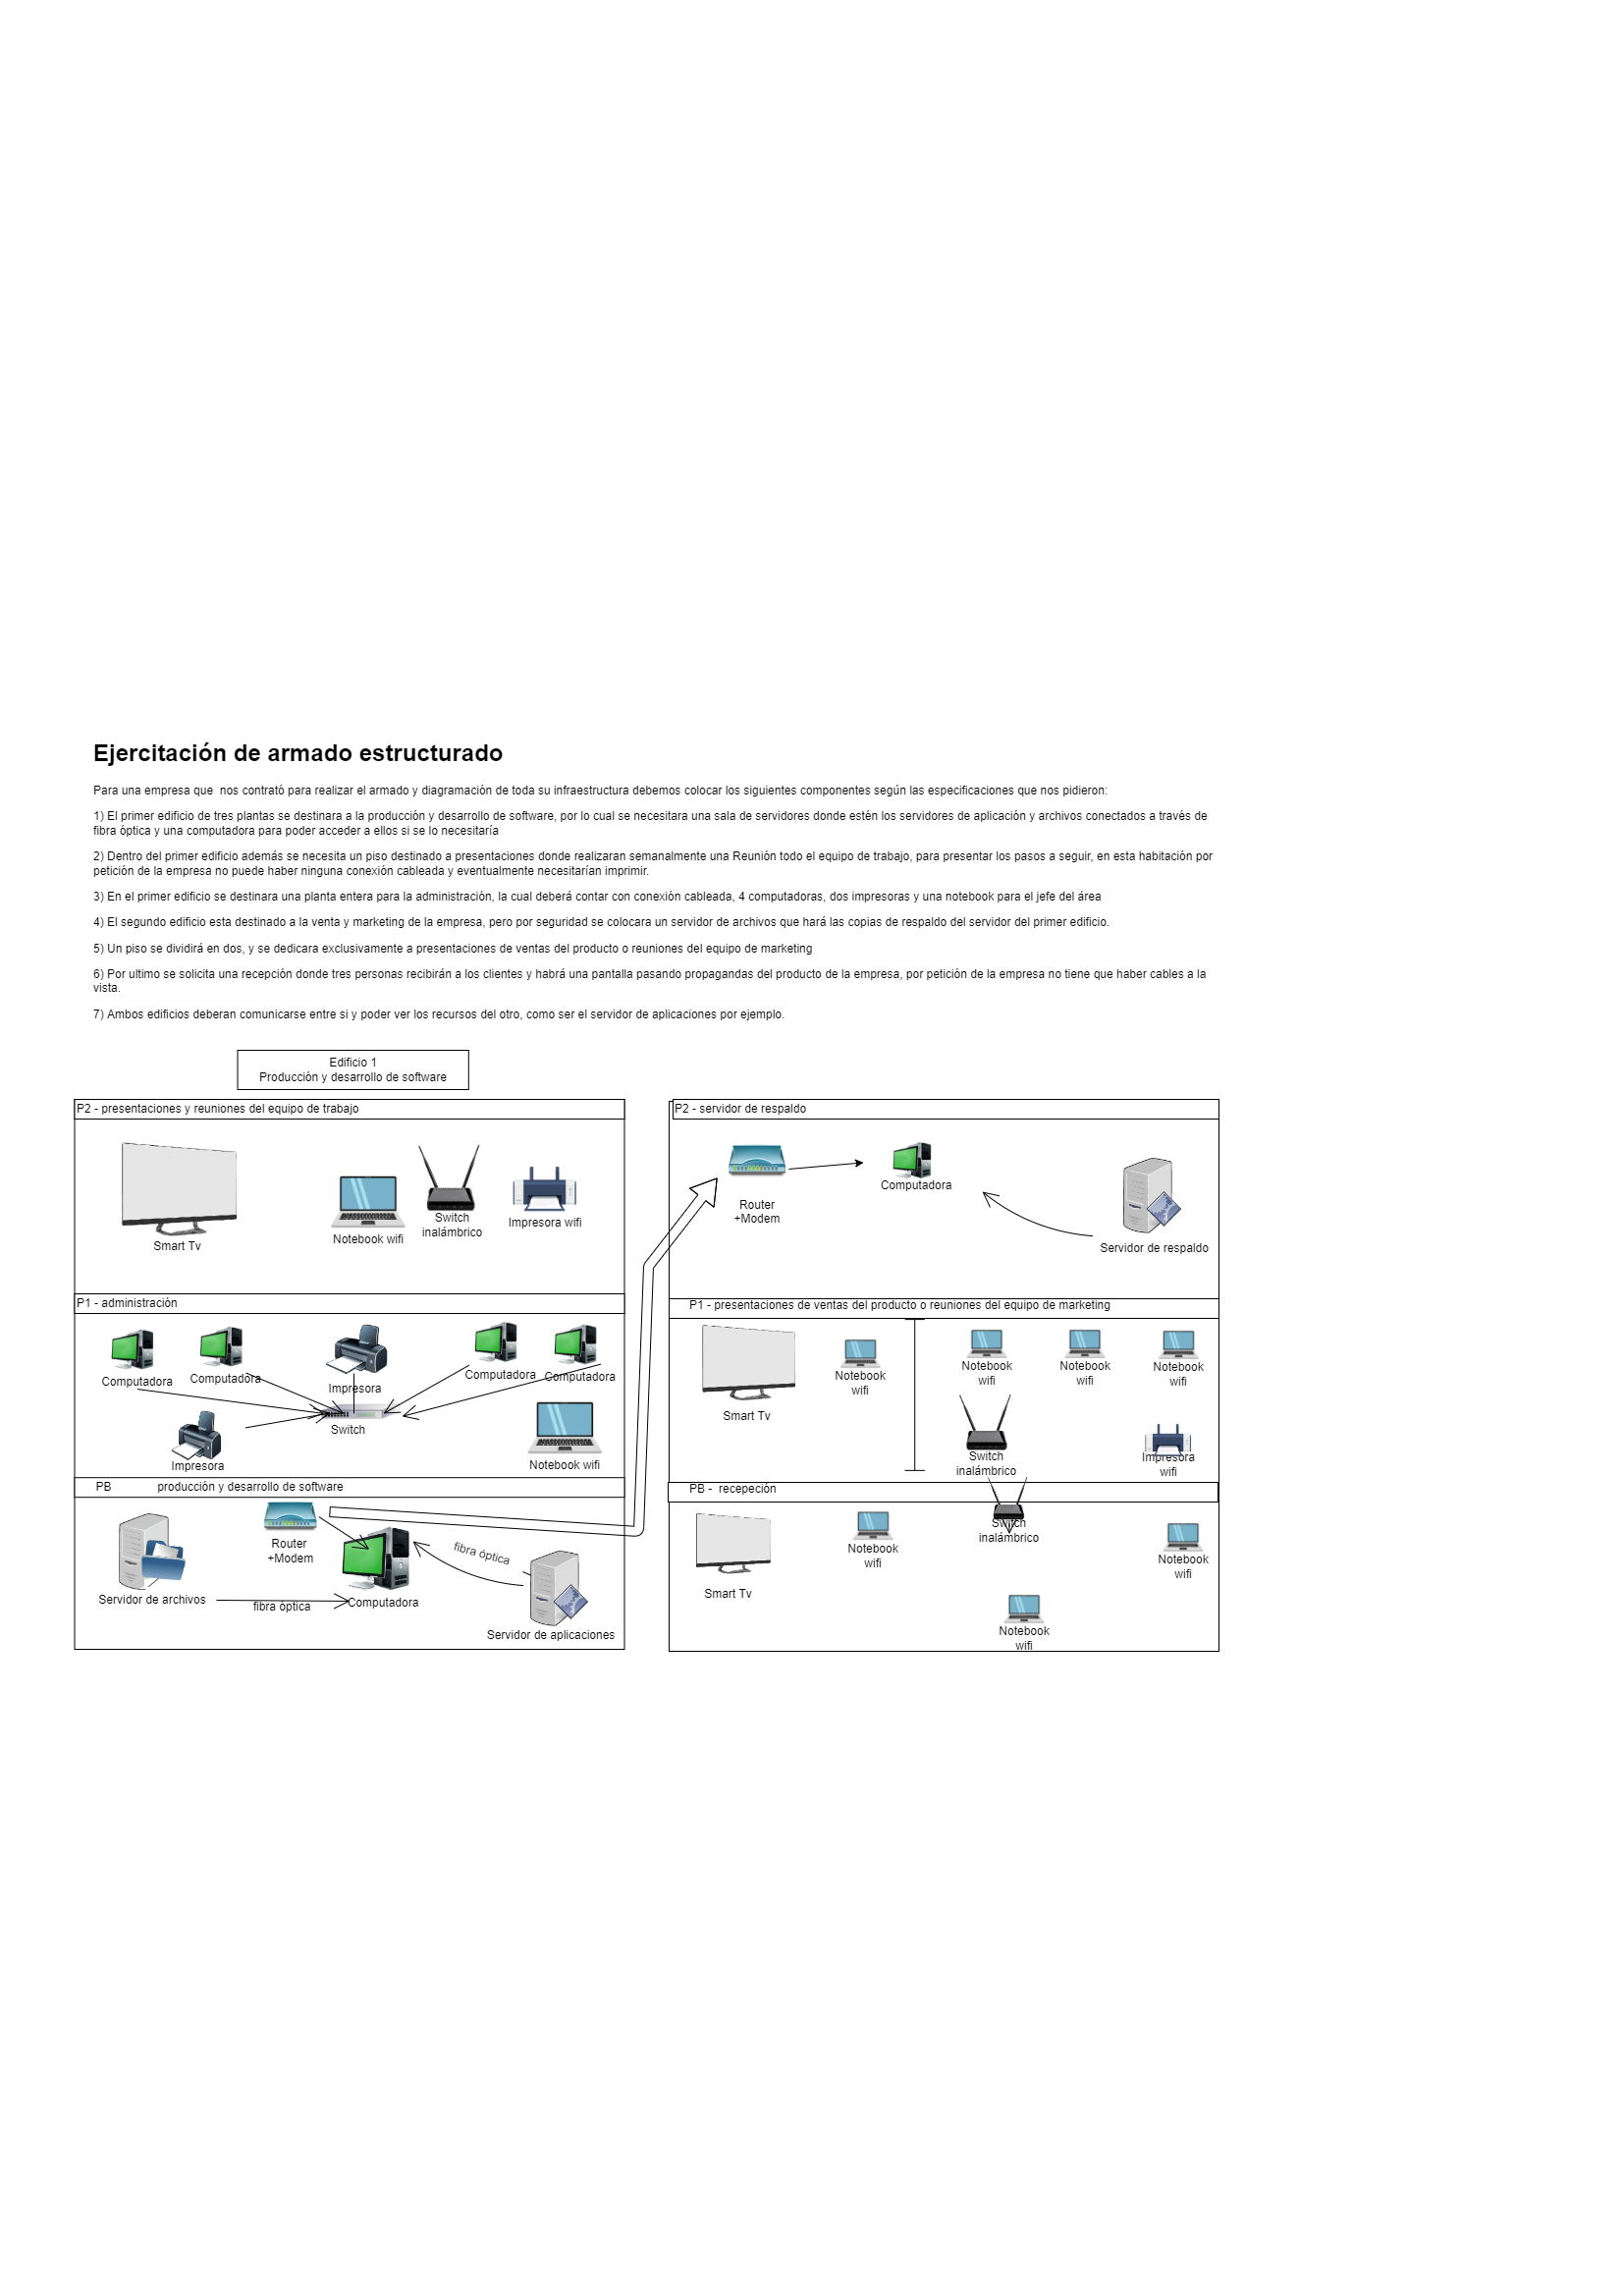 Ejercitación de armado estructurado
Para una empresa que  nos contrató para realizar el armado y diagramación de toda su infraestructura debemos colocar los siguientes componentes según las especificaciones que nos pidieron:
1) El primer edificio de tres plantas se destinara a la producción y desarrollo de software, por lo cual se necesitara una sala de servidores donde estén los servidores de aplicación y archivos conectados a través de
fibra óptica y una computadora para poder acceder a ellos si se lo necesitaría
2) Dentro del primer edificio además se necesita un piso destinado a presentaciones donde realizaran semanalmente una Reunión todo el equipo de trabajo, para presentar los pasos a seguir, en esta habitación por
petición de la empresa no puede haber ninguna conexión cableada y eventualmente necesitarían imprimir.
3) En el primer edificio se destinara una planta entera para la administración, la cual deberá contar con conexión cableada, 4 computadoras, dos impresoras y una notebook para el jefe del área
4) El segundo edificio esta destinado a la venta y marketing de la empresa, pero por seguridad se colocara un servidor de archivos que hará las copias de respaldo del servidor del primer edificio.
5) Un piso se dividirá en dos, y se dedicara exclusivamente a presentaciones de ventas del producto o reuniones del equipo de marketing
6) Por ultimo se solicita una recepción donde tres personas recibirán a los clientes y habrá una pantalla pasando propagandas del producto de la empresa, por petición de la empresa no tiene que haber cables a la
vista.
7) Ambos edificios deberan comunicarse entre si y poder ver los recursos del otro, como ser el servidor de aplicaciones por ejemplo.
Edificio 1
Producción y desarrollo de software
P2 - presentaciones y reuniones del equipo de trabajo
Smart Tv
Notebook wifi
Switch
inalámbrico
Impresora wifi
P1 - administración
Computadora
Computadora
Impresora
Computadora
Computadora
Switch
Impresora
Notebook wifi
PB producción y desarrollo de software
Router
+Modem
fibra óptica
Servidor de archivos
fibra óptica
Computadora
Servidor de aplicaciones
P2 - servidor de respaldo
Computadora
Router
+Modem
Servidor de respaldo
P1 - presentaciones de ventas del producto o reuniones del equipo de marketing
Smart Tv
Notebook
wifi
Notebook
wifi
Notebook
wifi
Notebook
wifi
Switch
inalámbrico
Impresora
wifi
PB -  recepeción
Switch
inalámbrico
Notebook
wifi
Notebook
wifi
Smart Tv
Notebook
wifi